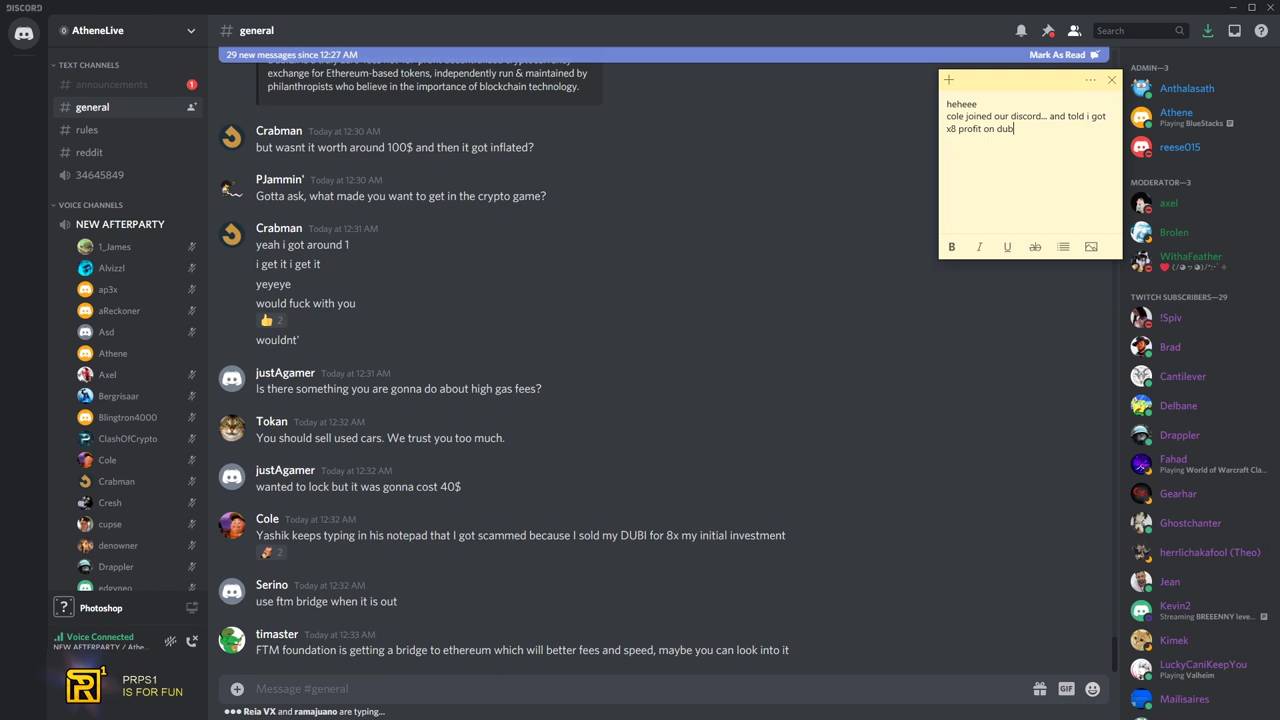 DISCORD
AtheneLive
# general
Search
29 new messages since 12:27 AM
Mark As Read
exchange for Ethereum-based tokens, independently run & maintained by
philanthropists who believe in the importance of blockchain technology.
TEXT CHANNELS
# announcements 1
# general
# rules
# reddit
34645849
VOICE CHANNELS
NEW AFTERPARTY
1_James
Alvizzl
ap3x
aReckoner
Asd
Athene
Axel
Bergrisaar
Blingtron4000
ClashOfCrypto
Cole
Crabman
Cresh
cupse
denowner
Drappler
edgyneo
? Photoshop
Voice Connected
NEW AFTERPARTY / Athe...
PRPS1
IS FOR FUN
Crabman Today at 12:30 AM
but wasnt it worth around 100$ and then it got inflated?
PJammin' Today at 12:30 AM
Gotta ask, what made you want to get in the crypto game?
Crabman Today at 12:31 AM
yeah i got around 1
i get it i get it
yeyeye
would fuck with you
2
wouldnt'
justAgamer Today at 12:31 AM
Is there something you are gonna do about high gas fees?
Tokan Today at 12:32 AM
You should sell used cars. We trust you too much.
justAgamer Today at 12:32 AM
wanted to lock but it was gonna cost 40$
Cole Today at 12:32 AM
Yashik keeps typing in his notepad that I got scammed because I sold my DUBI for 8x my initial investment
2
Serino Today at 12:32 AM
use ftm bridge when it is out
timaster Today at 12:33 AM
FTM foundation is getting a bridge to ethereum which will better fees and speed, maybe you can look into it
Message #general
GIF
Reia VX and ramajuano are typing...
heheee
cole joined our discord... and told i got
x8 profit on dub
B I U ab
ADMIN—3
Anthalasath
Athene
Playing BlueStacks
reese015
MODERATOR—3
axel
Brolen
WithaFeather
TWITCH SUBSCRIBERS—29
!Spiv
Brad
Cantilever
Delbane
Drappler
Fahad
Playing World of Warcraft Cla...
Gearhar
Ghostchanter
herrlichakafool (Theo)
Jean
Kevin2
Streaming BREEENNY leve...
Kimek
LuckyCaniKeepYou
Playing Valheim
Mailisaires